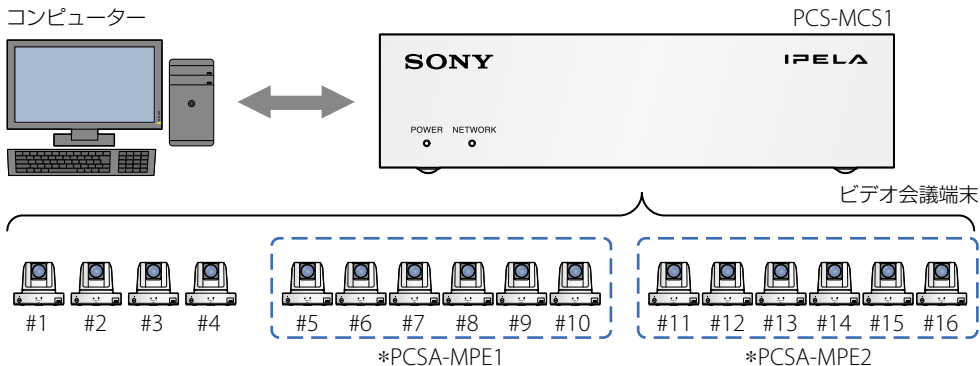 コンピューター
PCS-MCS1
SONY
IPELA
POWER NETWORK
ビデオ会議端末
#1 #2 #3 #4 #5 #6 #7 #8 #9 #10 #11 #12 #13 #14 #15 #16
*PCSA-MPE1
*PCSA-MPE2